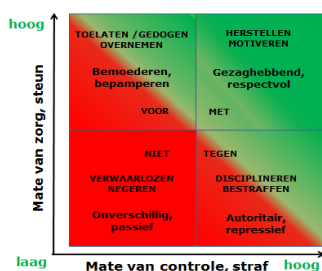 hoog
TOELATEN /GEDOGEN
OVERNEMEN
Bemoederen,
bepamperen
VOOR
HERSTELLEN
MOTIVEREN
Gezaghebbend,
respectvol
MET
NIET
VERWAARLOZEN
NEGEREN
Onverschillig,
passief
TEGEN
DISCIPLINEREN
BESTRAFFEN
Autoritair,
repressief
Mate van zorg, steun
laag
Mate van controle, straf
hoog